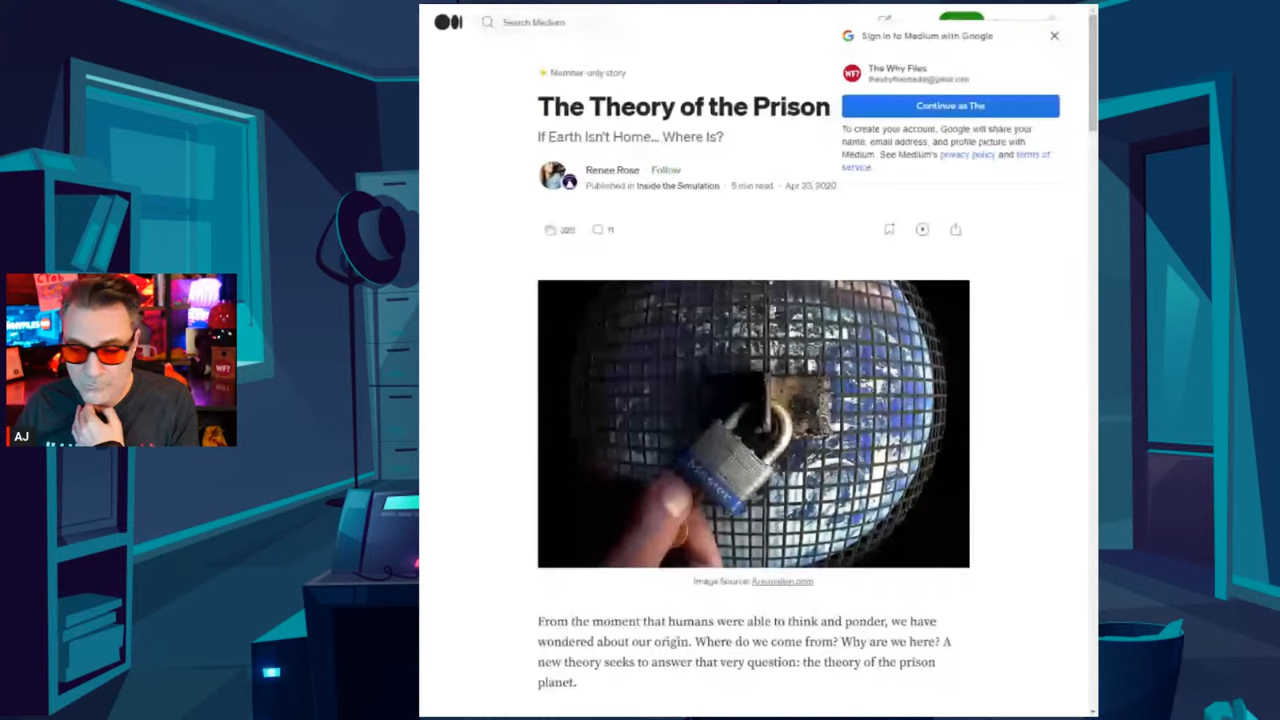 Search Medium
Sign in to Medium with Google
The Why Files
Continue as The
To create your account, Google will share your
name, email address, and profile picture with
Medium. See Medium's privacy policy and terms of
service.
Member-only story
The Theory of the Prison
If Earth Isn't Home... Where Is?
Renee Rose Follow
Published in Inside the Simulation · 5 min read · Apr 23, 2020
11
WF?
AJ
Master
Image Source:
From the moment that humans were able to think and ponder, we have
wondered about our origin. Where do we come from? Why are we here? A
new theory seeks to answer that very question: the theory of the prison
planet.